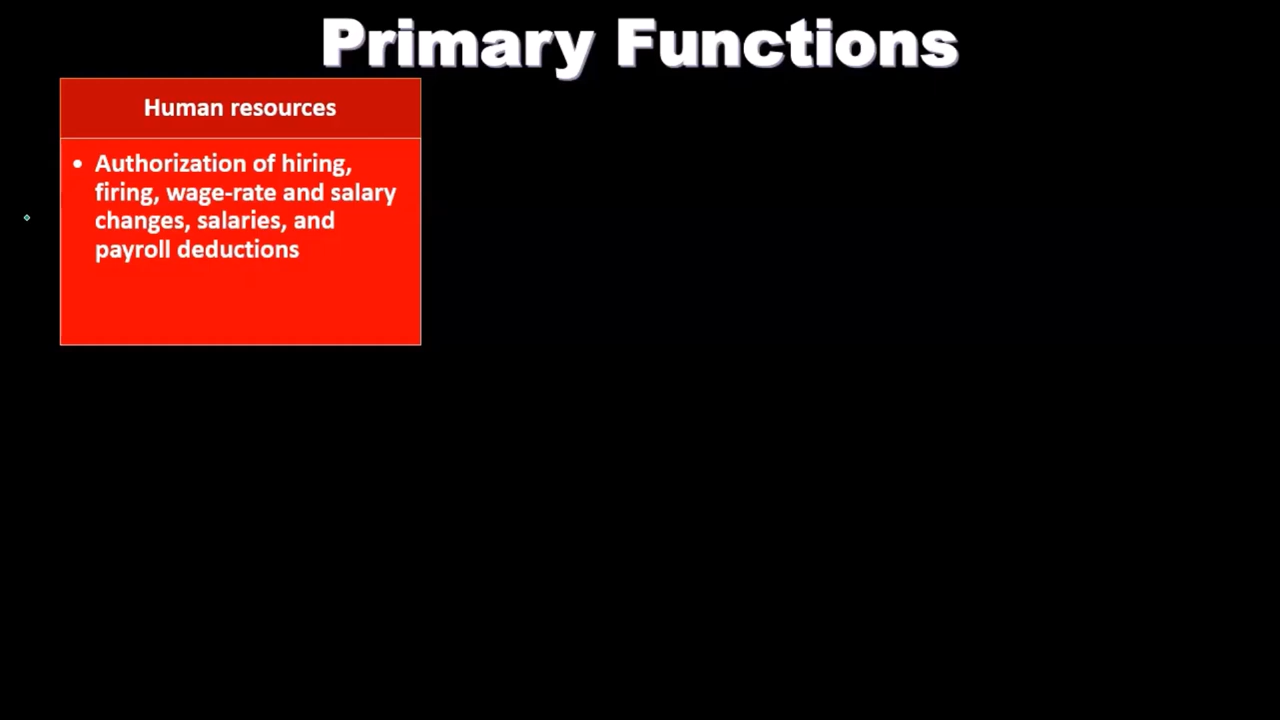 Primary Functions
Human resources
• Authorization of hiring,
firing, wage-rate and salary
changes, salaries, and
payroll deductions